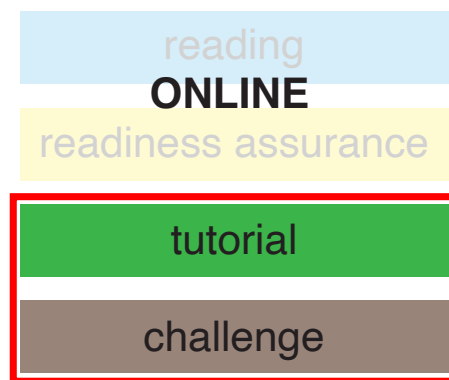 reading
ONLINE
readiness assurance
tutorial
challenge